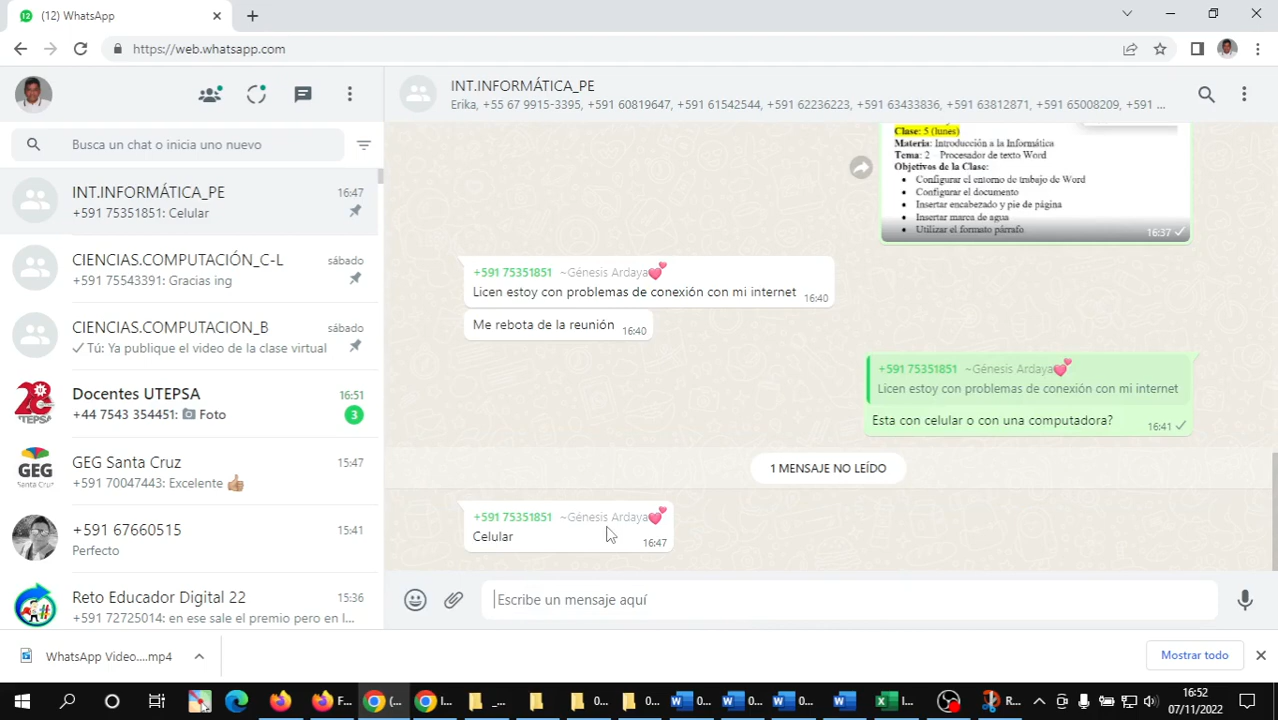 (12) WhatsApp
https://web.whatsapp.com
Busca un chat o inicia uno nuevo
INT.INFORMÁTICA_PE 16:47
+591 75351851: Celular
CIENCIAS.COMPUTACIÓN_C-L sábado
+591 75543391: Gracias ing
CIENCIAS.COMPUTACION_B sábado
Tú: Ya publique el video de la clase virtual
Docentes UTEPSA 16:51
+44 7543 354451: Foto 3
GEG Santa Cruz 15:47
+591 70047443: Excelente
+591 67660515 15:41
Perfecto
Reto Educador Digital 22 15:36
+591 72725014: en ese sale el premio pero en l...
INT.INFORMÁTICA_PE
Erika, +55 67 9915-3395, +591 60819647, +591 61542544, +591 62236223, +591 63433836, +591 63812871, +591 65008209, +591 ...
Clase: 5 (lunes)
Materia: Introducción a la Informática
Tema: 2 Procesador de texto Word
Objetivos de la Clase:
• Configurar el entorno de trabajo de Word
• Configurar el documento
• Insertar encabezado y pie de página
• Insertar marca de agua
• Utilizar el formato párrafo
16:37
+591 75351851 ~Génesis Ardaya
Licen estoy con problemas de conexión con mi internet 16:40
Me rebota de la reunión 16:40
+591 75351851 ~Génesis Ardaya
Licen estoy con problemas de conexión con mi internet
Esta con celular o con una computadora? 16:41
1 MENSAJE NO LEÍDO
+591 75351851 ~Génesis Ardaya
Celular 16:47
Escribe un mensaje aquí
WhatsApp Video....mp4
Mostrar todo
F... (... I... _... 0... 0... 0... 0... 0... I... R...
16:52
07/11/2022